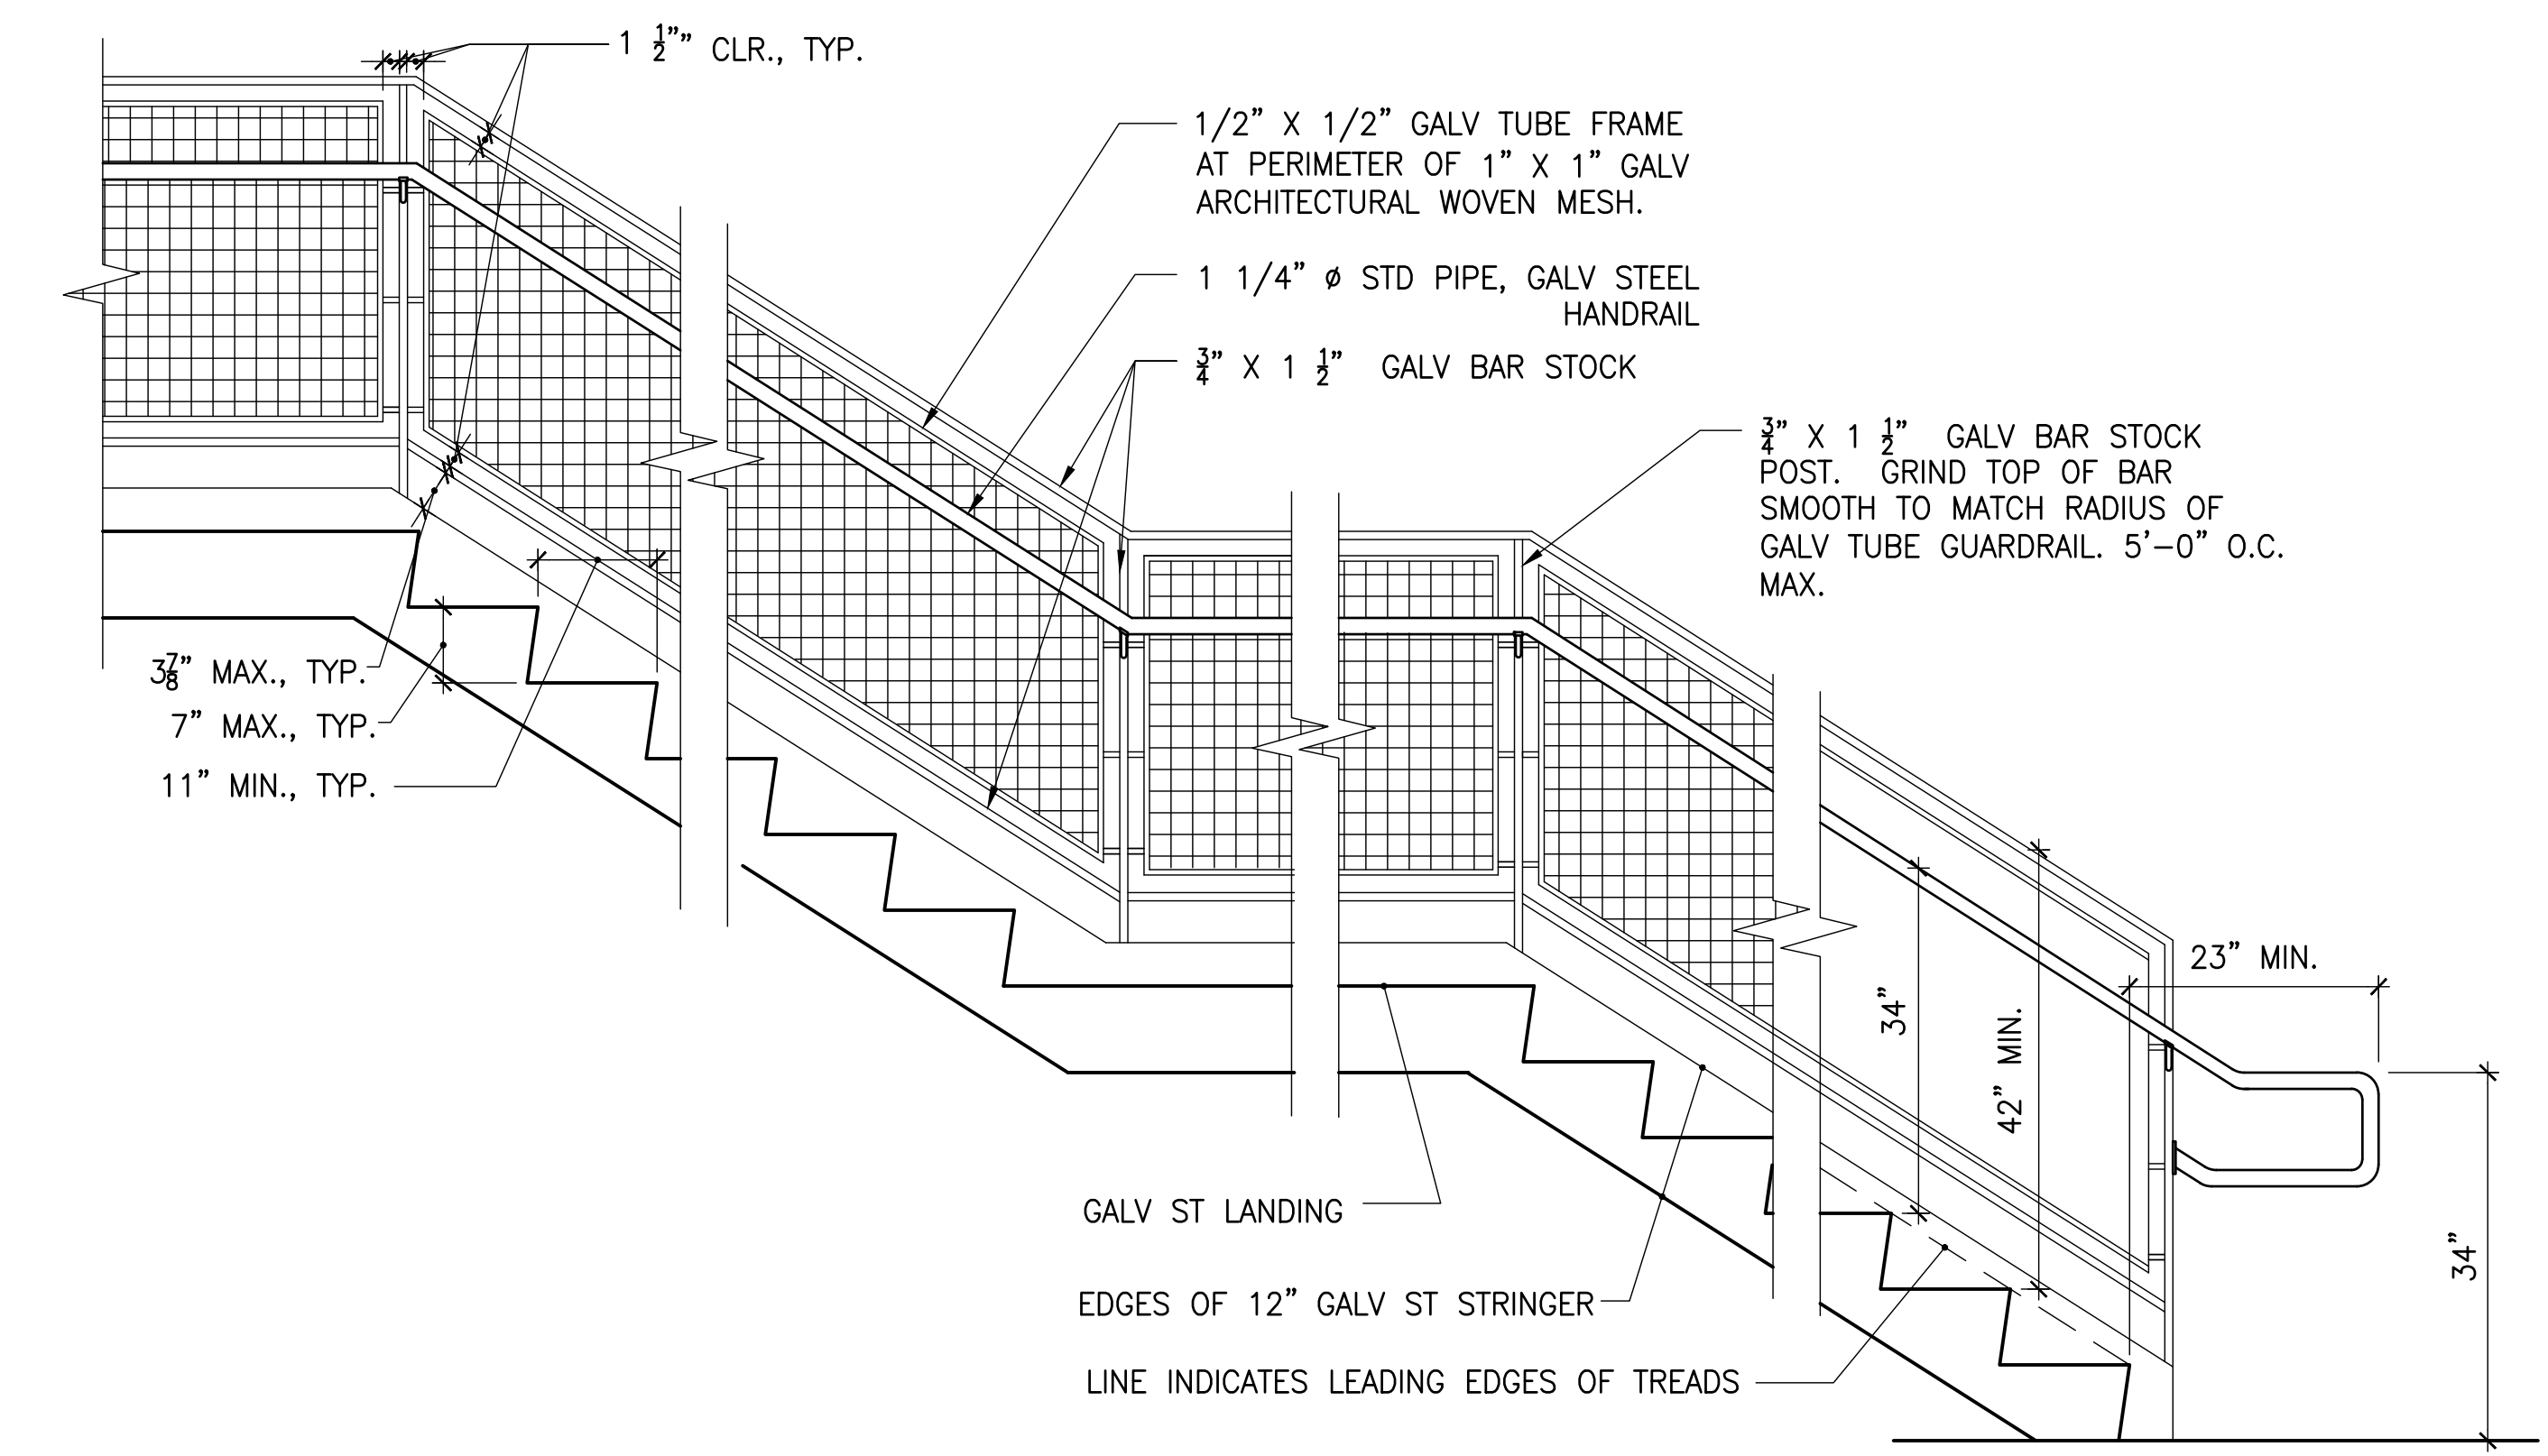 1 1/2"" CLR., TYP.
1/2" X 1/2" GALV TUBE FRAME
AT PERIMETER OF 1" X 1" GALV
ARCHITECTURAL WOVEN MESH.
1 1/4" ø STD PIPE, GALV STEEL
HANDRAIL
3/4" X 1 1/2" GALV BAR STOCK
3/4" X 1 1/2" GALV BAR STOCK
POST. GRIND TOP OF BAR
SMOOTH TO MATCH RADIUS OF
GALV TUBE GUARDRAIL. 5'-0" O.C.
MAX.
3 7/8" MAX., TYP.
7" MAX., TYP.
11" MIN., TYP.
23" MIN.
34"
42" MIN.
34"
GALV ST LANDING
EDGES OF 12" GALV ST STRINGER
LINE INDICATES LEADING EDGES OF TREADS